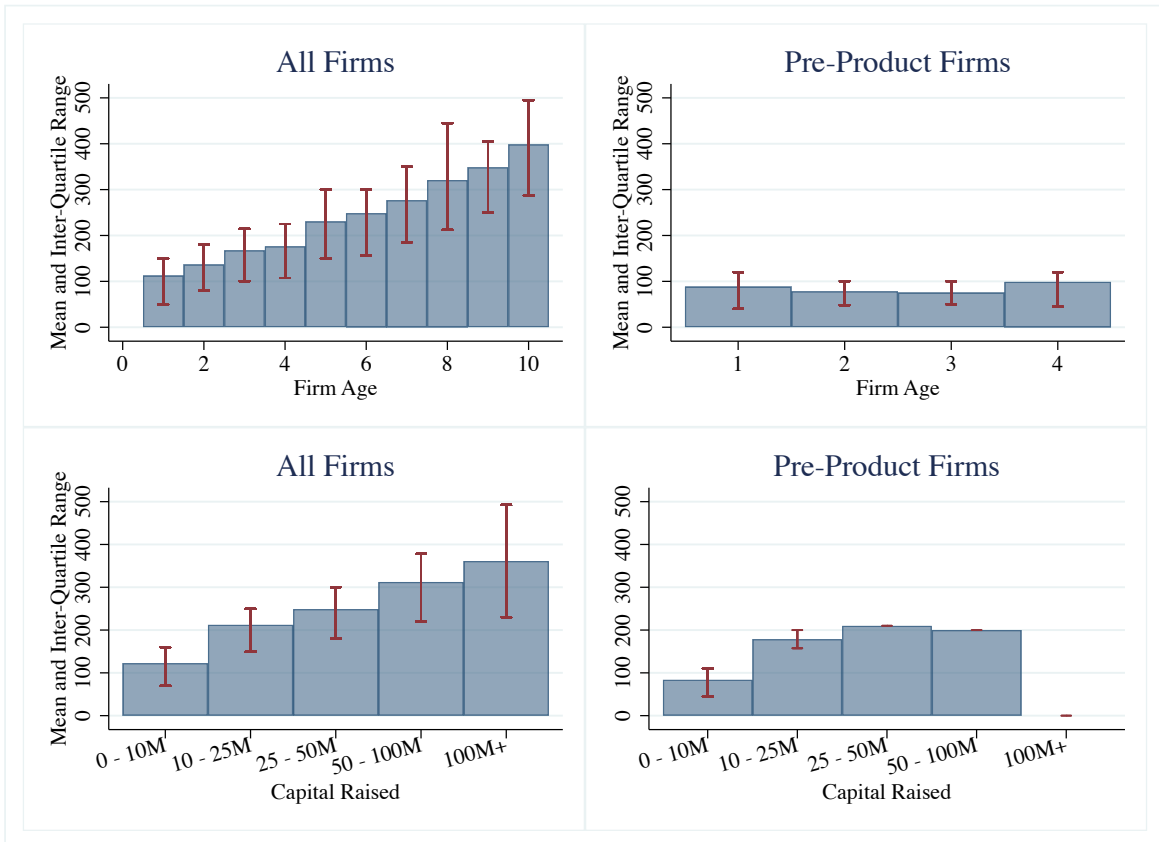 All Firms
Mean and Inter-Quartile Range
500
400
300
200
100
0
0 2 4 6 8 10
Firm Age
Pre-Product Firms
Mean and Inter-Quartile Range
500
400
300
200
100
0
1 2 3 4
Firm Age
All Firms
Mean and Inter-Quartile Range
500
400
300
200
100
0
0 - 10M 10 - 25M 25 - 50M 50 - 100M 100M+
Capital Raised
Pre-Product Firms
500
400
300
200
100
0
0 - 10M 10 - 25M 25 - 50M 50 - 100M 100M+
Capital Raised